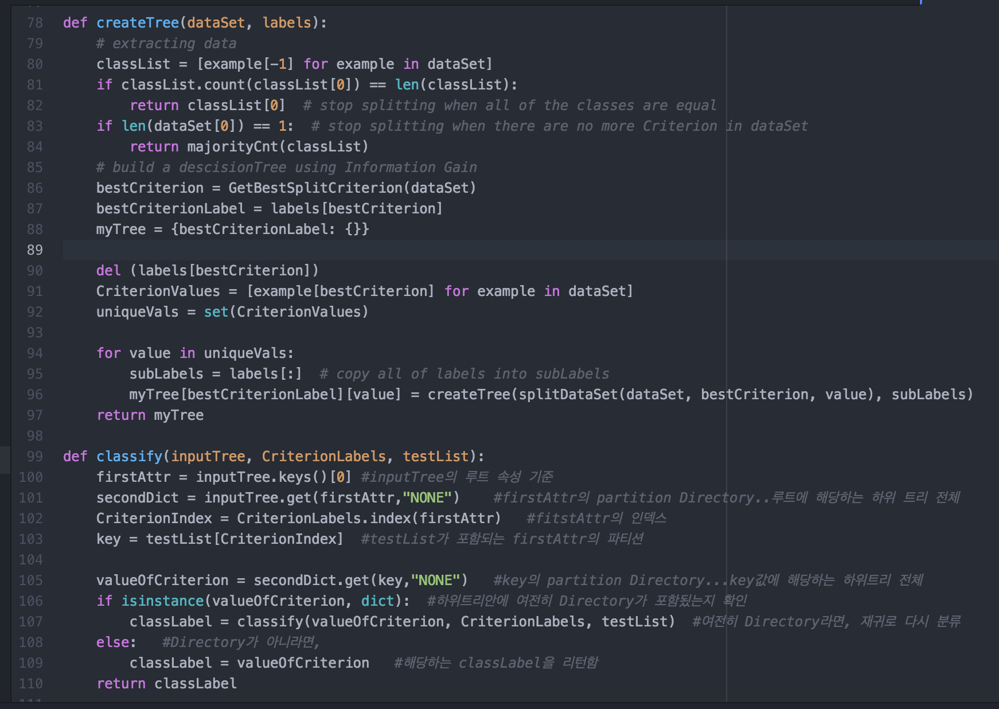 78 def createTree(dataSet, labels):
79 # extracting data
80 classList = [example[-1] for example in dataSet]
81 if classList.count(classList[0]) == len(classList):
82 return classList[0]  # stop splitting when all of the classes are equal
83 if len(dataSet[0]) == 1:  # stop splitting when there are no more Criterion in dataSet
84 return majorityCnt(classList)
85 # build a descisionTree using Information Gain
86 bestCriterion = GetBestSplitCriterion(dataSet)
87 bestCriterionLabel = labels[bestCriterion]
88 myTree = {bestCriterionLabel: {}}
89
90 del (labels[bestCriterion])
91 CriterionValues = [example[bestCriterion] for example in dataSet]
92 uniqueVals = set(CriterionValues)
93
94 for value in uniqueVals:
95 subLabels = labels[:]  # copy all of labels into subLabels
96 myTree[bestCriterionLabel][value] = createTree(splitDataSet(dataSet, bestCriterion, value), subLabels)
97 return myTree
98
99 def classify(inputTree, CriterionLabels, testList):
100 firstAttr = inputTree.keys()[0] #inputTree의 루트 속성 기준
101 secondDict = inputTree.get(firstAttr,"NONE")    #firstAttr의 partition Directory..루트에 해당하는 하위 트리 전체
102 CriterionIndex = CriterionLabels.index(firstAttr)   #fitstAttr의 인덱스
103 key = testList[CriterionIndex]  #testList가 포함되는 firstAttr의 파티션
104
105 valueOfCriterion = secondDict.get(key,"NONE")   #key의 partition Directory...key값에 해당하는 하위트리 전체
106 if isinstance(valueOfCriterion, dict):  #하위트리안에 여전히 Directory가 포함됬는지 확인
107 classLabel = classify(valueOfCriterion, CriterionLabels, testList)  #여전히 Directory라면, 재귀로 다시 분류
108 else:   #Directory가 아니라면,
109 classLabel = valueOfCriterion   #해당하는 classLabel을 리턴함
110 return classLabel